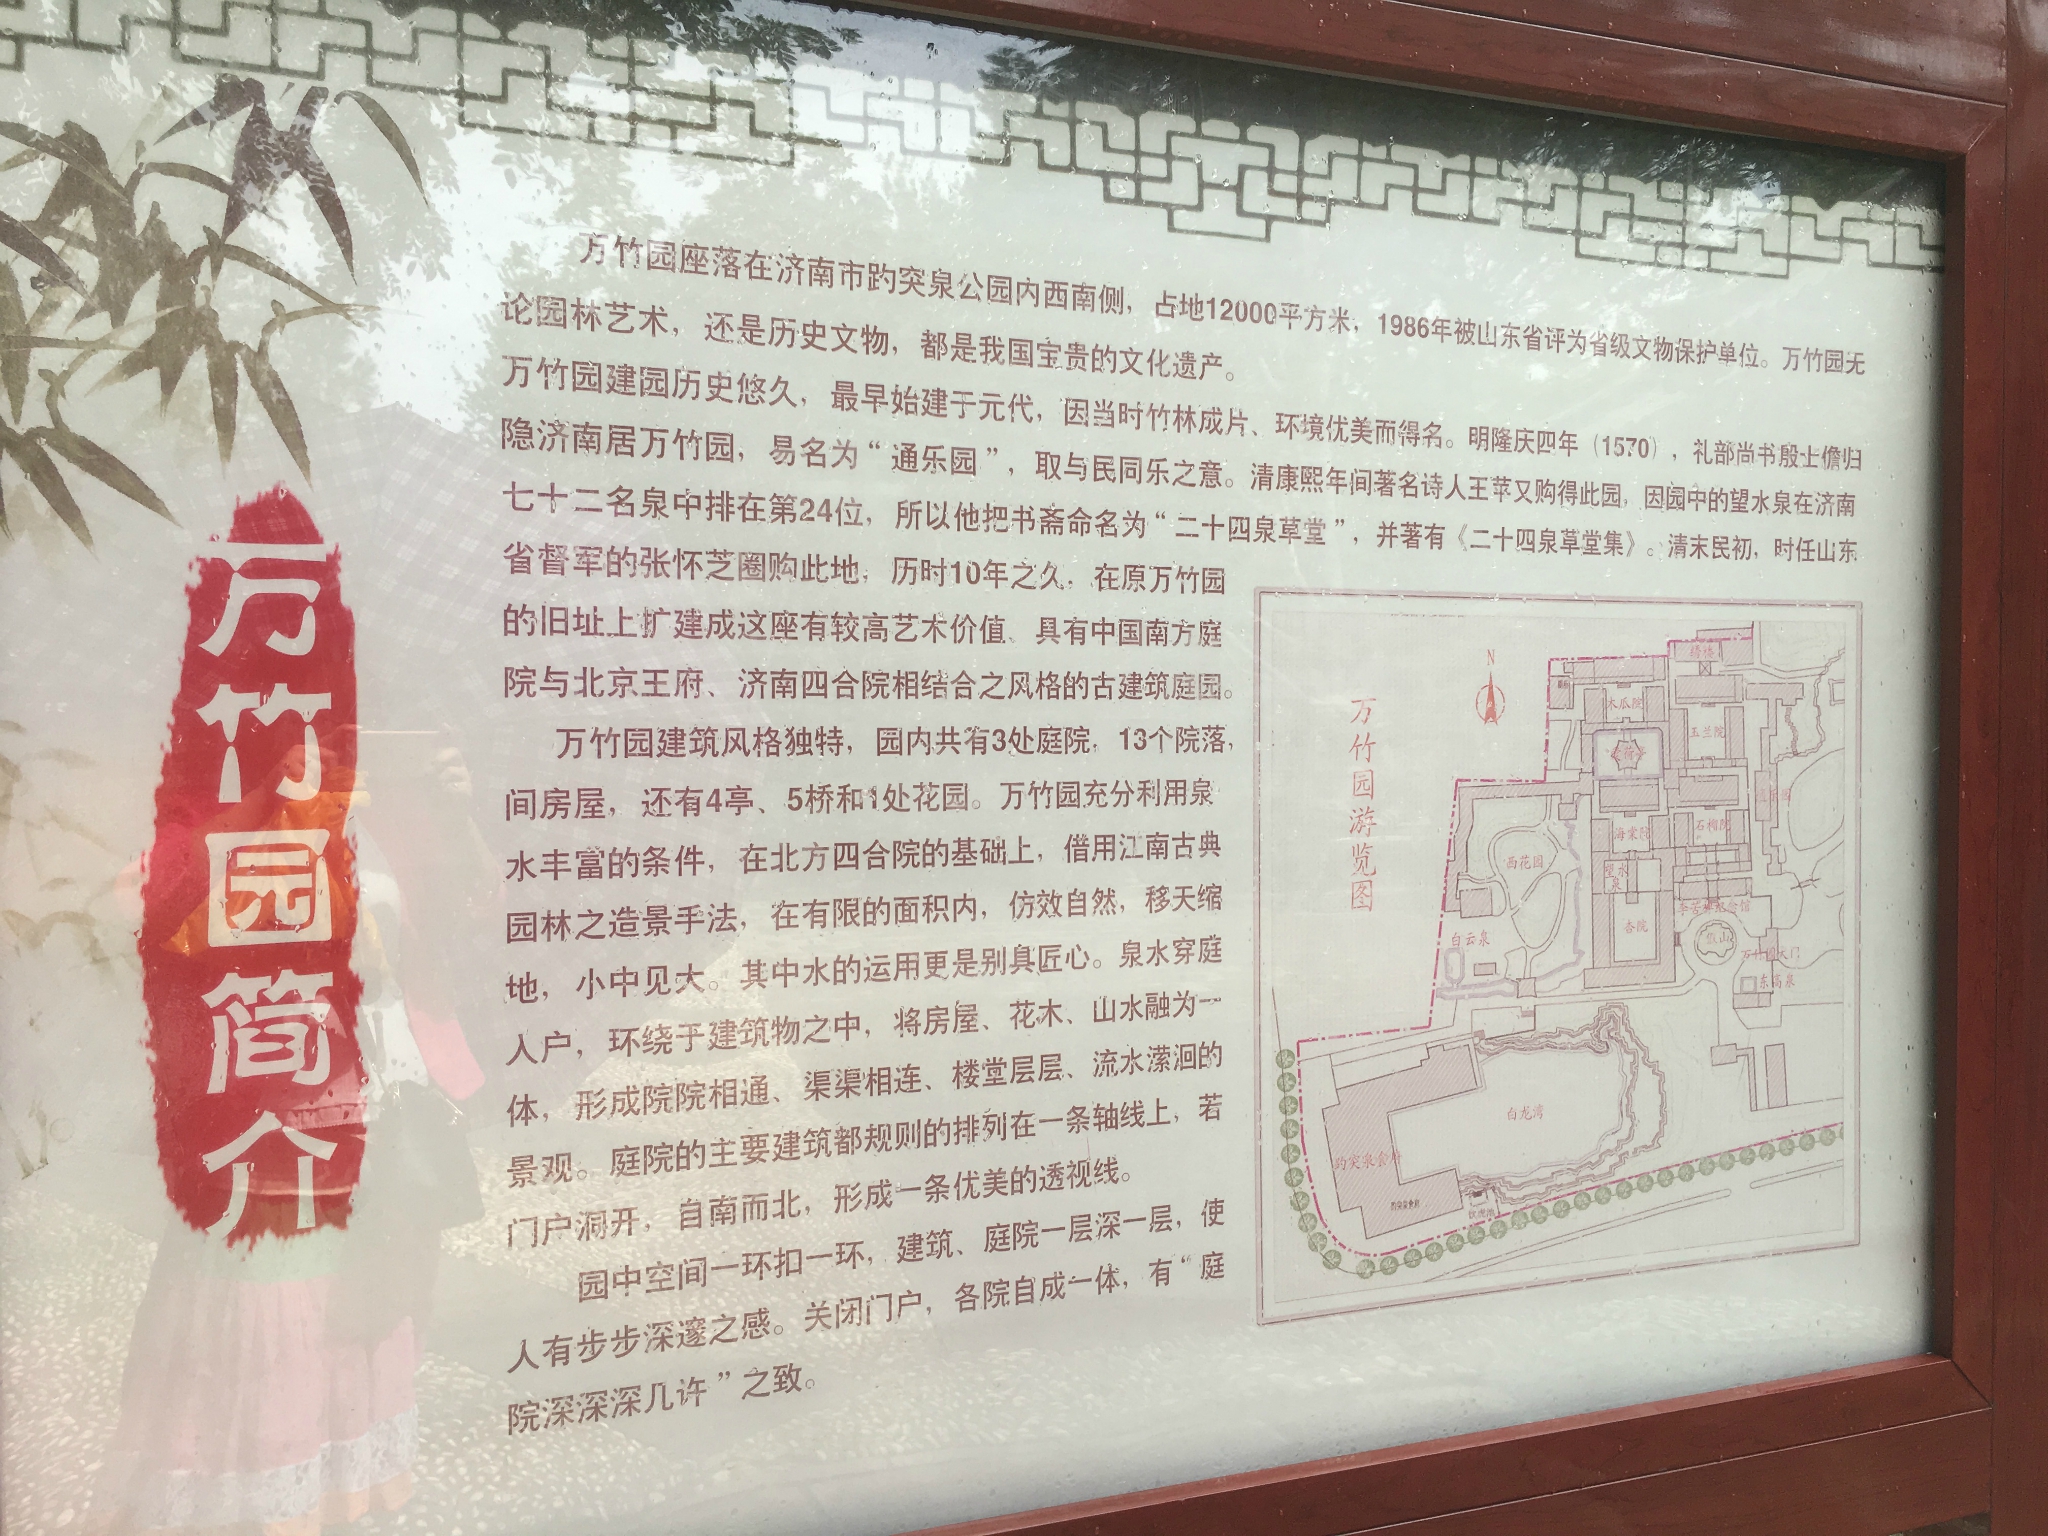 万竹园简介
万竹园座落在济南市趵突泉公园内西南侧，占地12000平方米，1986年被山东省评为省级文物保护单位。万竹园无
论园林艺术，还是历史文物，都是我国宝贵的文化遗产。
万竹园建园历史悠久，最早始建于元代，因当时竹林成片、环境优美而得名。明隆庆四年（1570），礼部尚书殷士儋归
隐济南居万竹园，易名为“通乐园”，取与民同乐之意。清康熙年间著名诗人王苹又购得此园，因园中的望水泉在济南
七十二名泉中排在第24位，所以他把书斋命名为“二十四泉草堂”，并著有《二十四泉草堂集》。清末民初，时任山东
省督军的张怀芝圈购此地，历时10年之久，在原万竹园
的旧址上扩建成这座有较高艺术价值、具有中国南方庭
院与北京王府、济南四合院相结合之风格的古建筑庭园。
万竹园建筑风格独特，园内共有3处庭院，13个院落，
间房屋，还有4亭、5桥和1处花园。万竹园充分利用泉
水丰富的条件，在北方四合院的基础上，借用江南古典
园林之造景手法，在有限的面积内，仿效自然，移天缩
地，小中见大。其中水的运用更是别具匠心。泉水穿庭
入户，环绕于建筑物之中，将房屋、花木、山水融为一
体，形成院院相通、渠渠相连、楼堂层层、流水潆洄的
景观。庭院的主要建筑都规则的排列在一条轴线上，若
门户洞开，自南而北，形成一条优美的透视线。
园中空间一环扣一环，建筑、庭院一层深一层，使
人有步步深邃之感。关闭门户，各院自成一体，有“庭
院深深深几许”之致。
万竹园游览图
N
绣楼
木瓜院
玉兰院
海棠院
石榴院
西花园
望水泉
杏院
李苦禅纪念馆
白云泉
假山
万竹园大门
东高泉
白龙湾
趵突泉食府
饮虎池